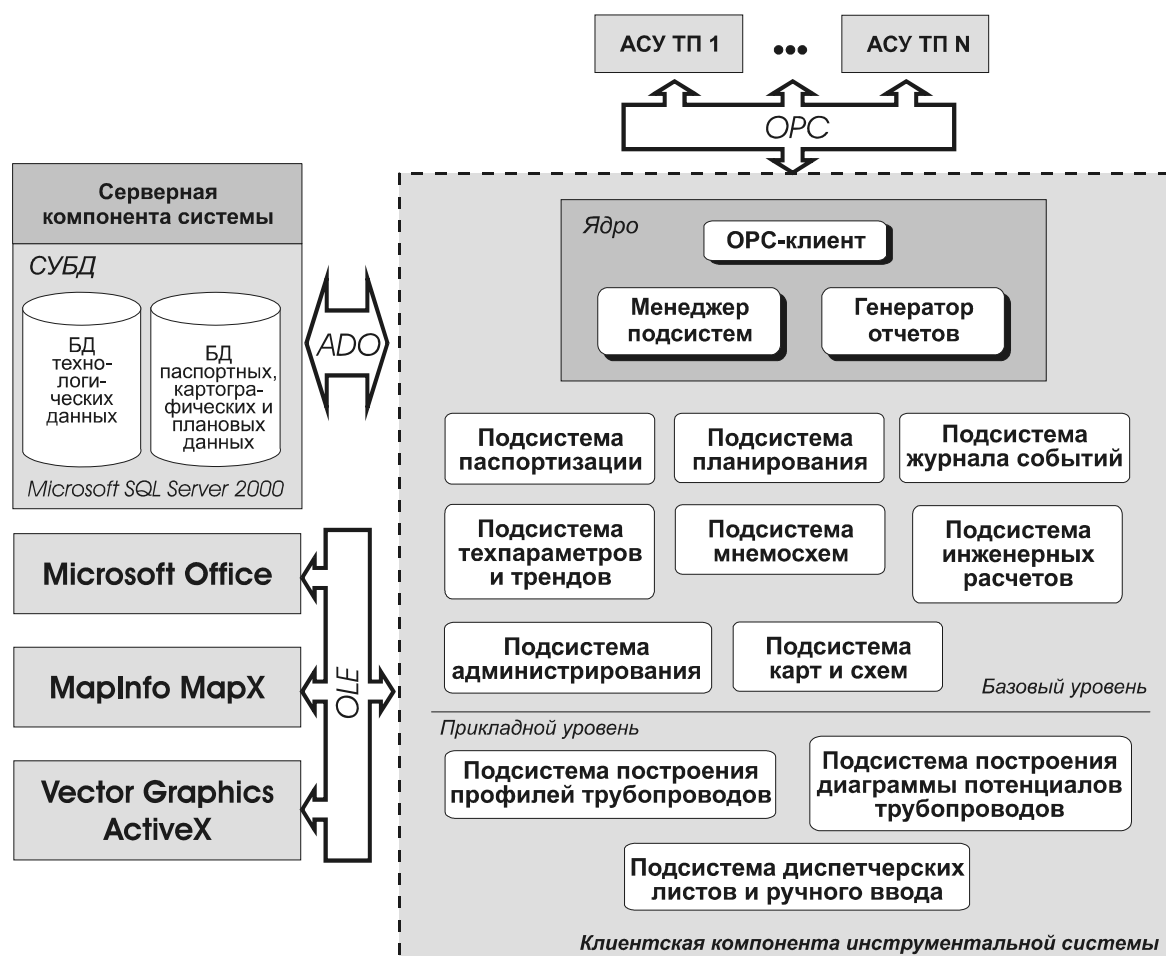 АСУ ТП 1
•••
АСУ ТП N
OPC
Серверная
компонента системы
СУБД
БД
техно-
логи-
ческих
данных
БД
паспортных,
картогра-
фических и
плановых
данных
Microsoft SQL Server 2000
ADO
Microsoft Office
MapInfo MapX
Vector Graphics
ActiveX
OLE
Ядро
OPC-клиент
Менеджер
подсистем
Генератор
отчетов
Подсистема
паспортизации
Подсистема
планирования
Подсистема
журнала событий
Подсистема
техпараметров
и трендов
Подсистема
мнемосхем
Подсистема
инженерных
расчетов
Подсистема
администрирования
Подсистема
карт и схем
Базовый уровень
Прикладной уровень
Подсистема построения
профилей трубопроводов
Подсистема построения
диаграммы потенциалов
трубопроводов
Подсистема диспетчерских
листов и ручного ввода
Клиентская компонента инструментальной системы